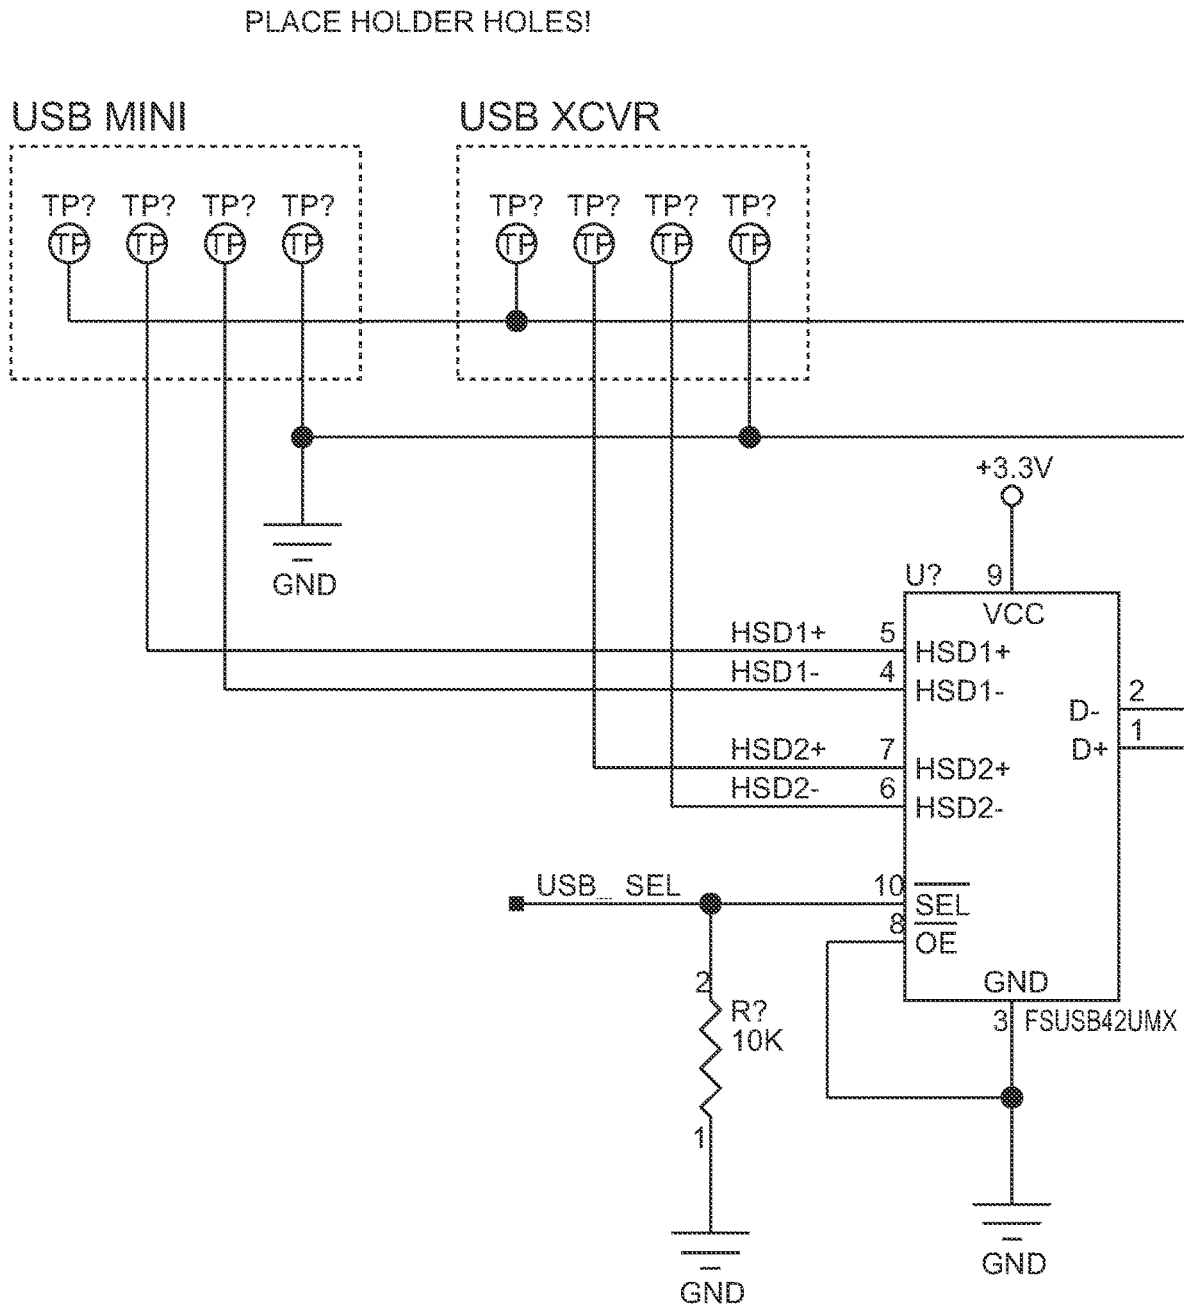 PLACE HOLDER HOLES!
USB MINI USB XCVR
TP? TP? TP? TP? TP? TP? TP? TP?
TP TP TP TP TP TP TP TP
+3.3V
GND
U? 9
VCC
HSD1+ 5 HSD1+
HSD1- 4 HSD1-
D- 2
D+ 1
HSD2+ 7 HSD2+
HSD2- 6 HSD2-
USB_ SEL 10 SEL
8 OE
GND
2
R?
10K
3 FSUSB42UMX
1
GND
GND